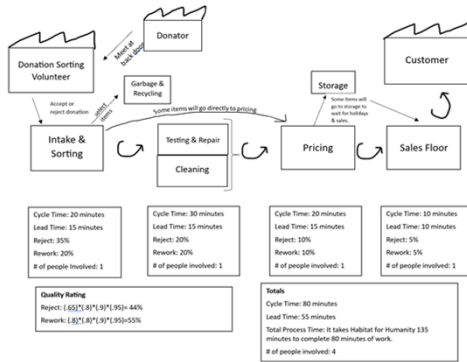 Donator
Meet at
back door
Donation Sorting
Volunteer
Customer
Garbage &
Recycling
Storage
Accept or
reject donation
select
items
Some items will go directly to pricing
Some items will
go to storage to
wait for holidays
& sales.
Intake &
Sorting
Testing & Repair
Cleaning
Pricing
Sales Floor
Cycle Time: 20 minutes
Lead Time: 15 minutes
Reject: 35%
Rework: 20%
# of people involved: 1
Cycle Time: 30 minutes
Lead Time: 15 minutes
Reject: 20%
Rework: 20%
# of people involved: 1
Cycle Time: 20 minutes
Lead Time: 15 minutes
Reject: 10%
Rework: 10%
# of people involved: 1
Cycle Time: 10 minutes
Lead Time: 10 minutes
Reject: 5%
Rework: 5%
# of people involved: 1
Quality Rating
Reject: (.65)*(.8)*(.9)*(.95)= 44%
Rework: (.8)*(.8)*(.9)*(.95)=55%
Totals
Cycle Time: 80 minutes
Lead Time: 55 minutes
Total Process Time: It takes Habitat for Humanity 135
minutes to complete 80 minutes of work.
# of people involved: 4